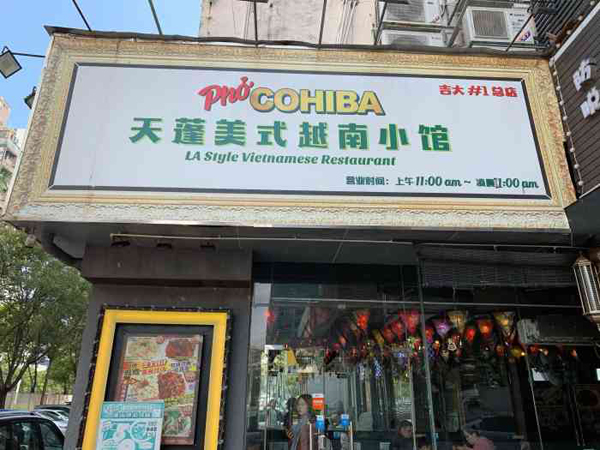 Phở COHIBA
吉大 #1 总店
天蓬美式越南小馆
LA Style Vietnamese Restaurant
营业时间：上午 11:00 am ~ 凌晨1:00 am